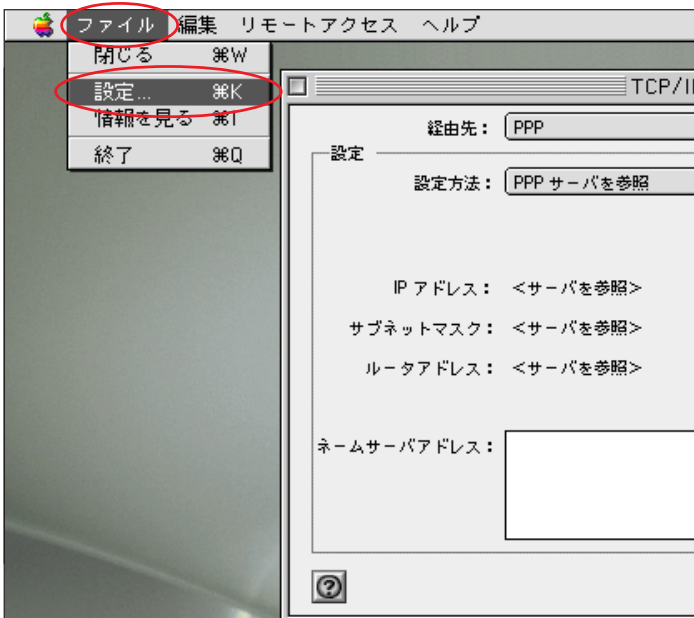 ファイル 編集 リモートアクセス ヘルプ
閉じる ⌘W
設定... ⌘K
情報を見る ⌘I
終了 ⌘Q
TCP/I
経由先： PPP
設定
設定方法： PPP サーバを参照
IP アドレス： <サーバを参照>
サブネットマスク： <サーバを参照>
ルータアドレス： <サーバを参照>
ネームサーバアドレス：
?